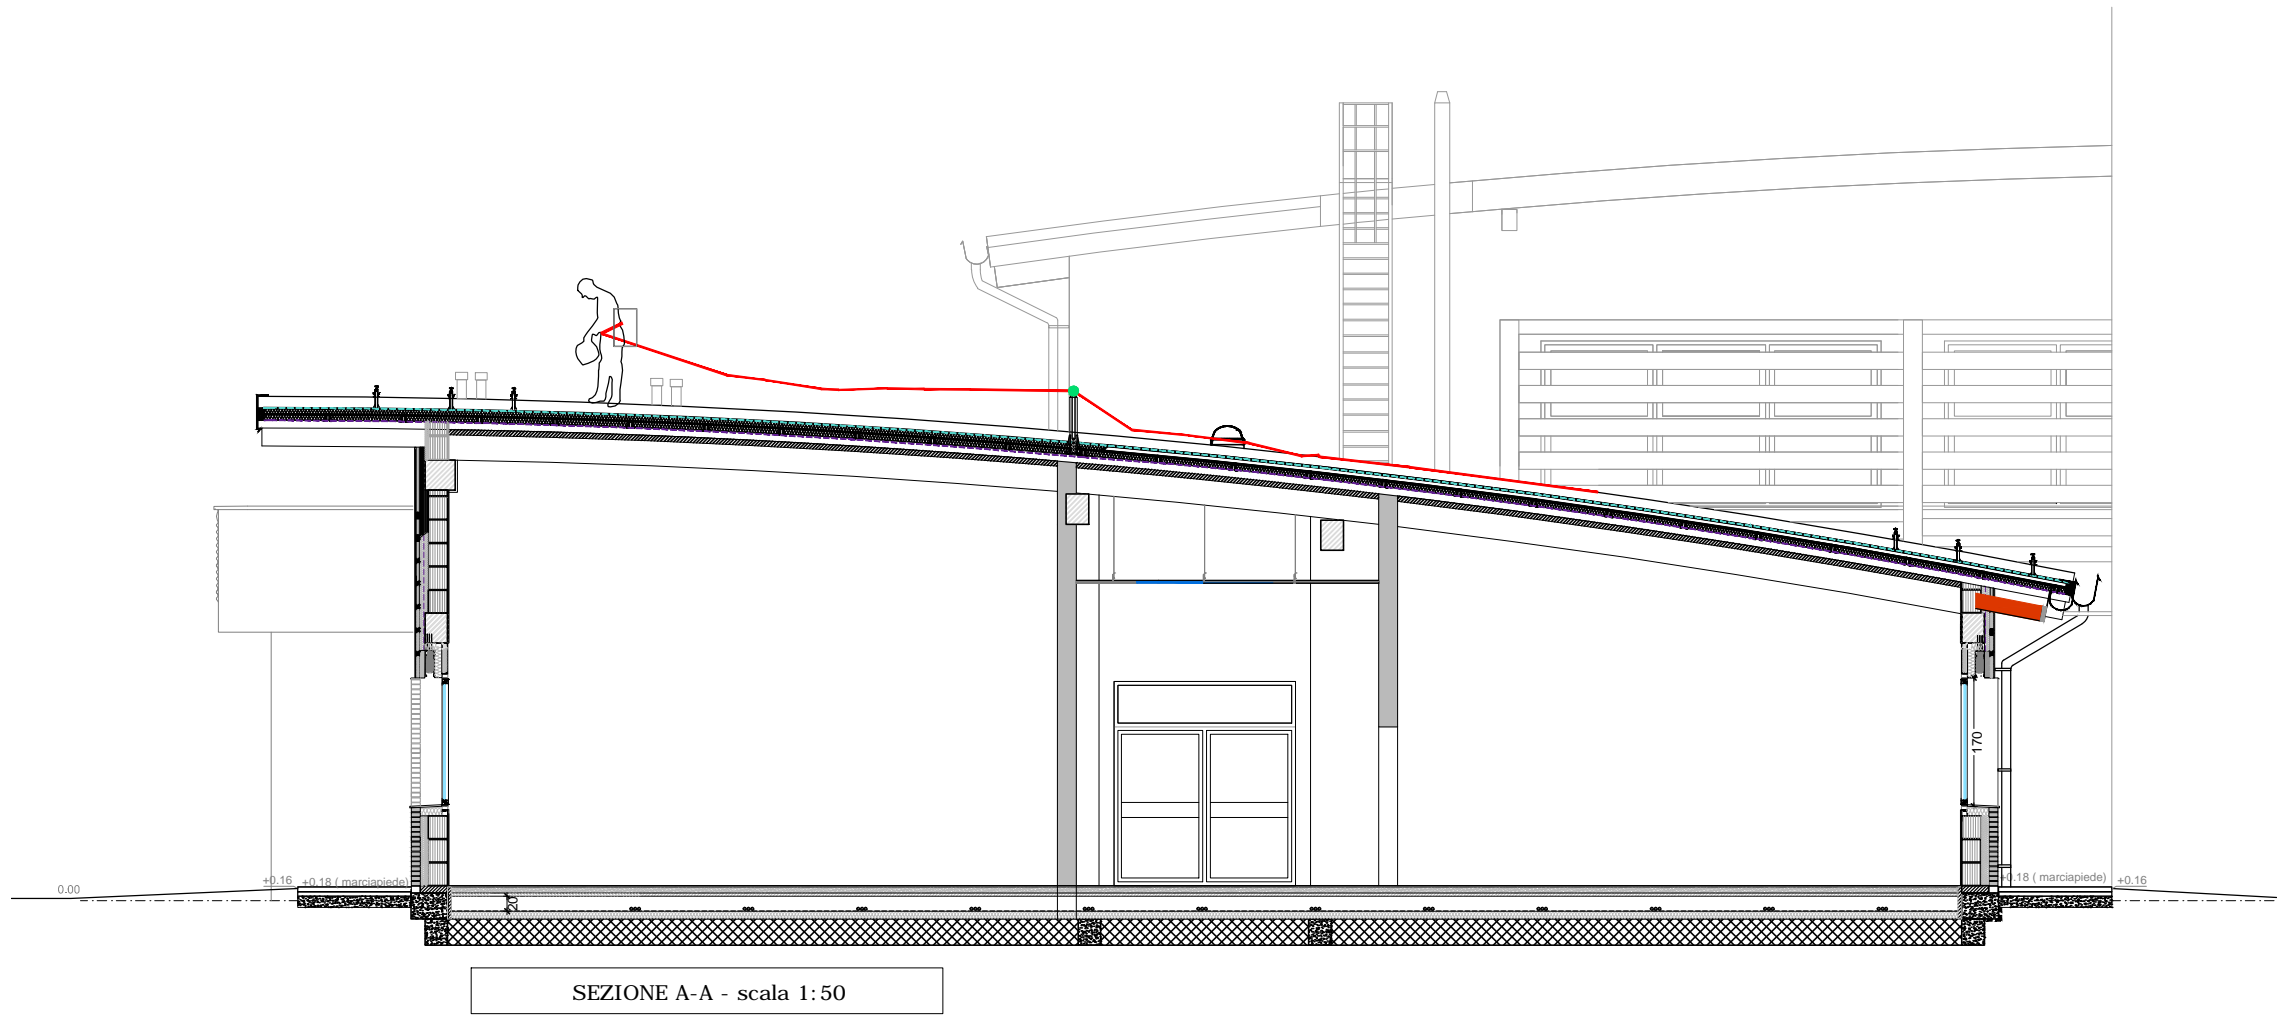 170
0.00
+0.16
+0.18 ( marciapiede)
+0.18 ( marciapiede)
+0.16
20
SEZIONE A-A - scala 1:50